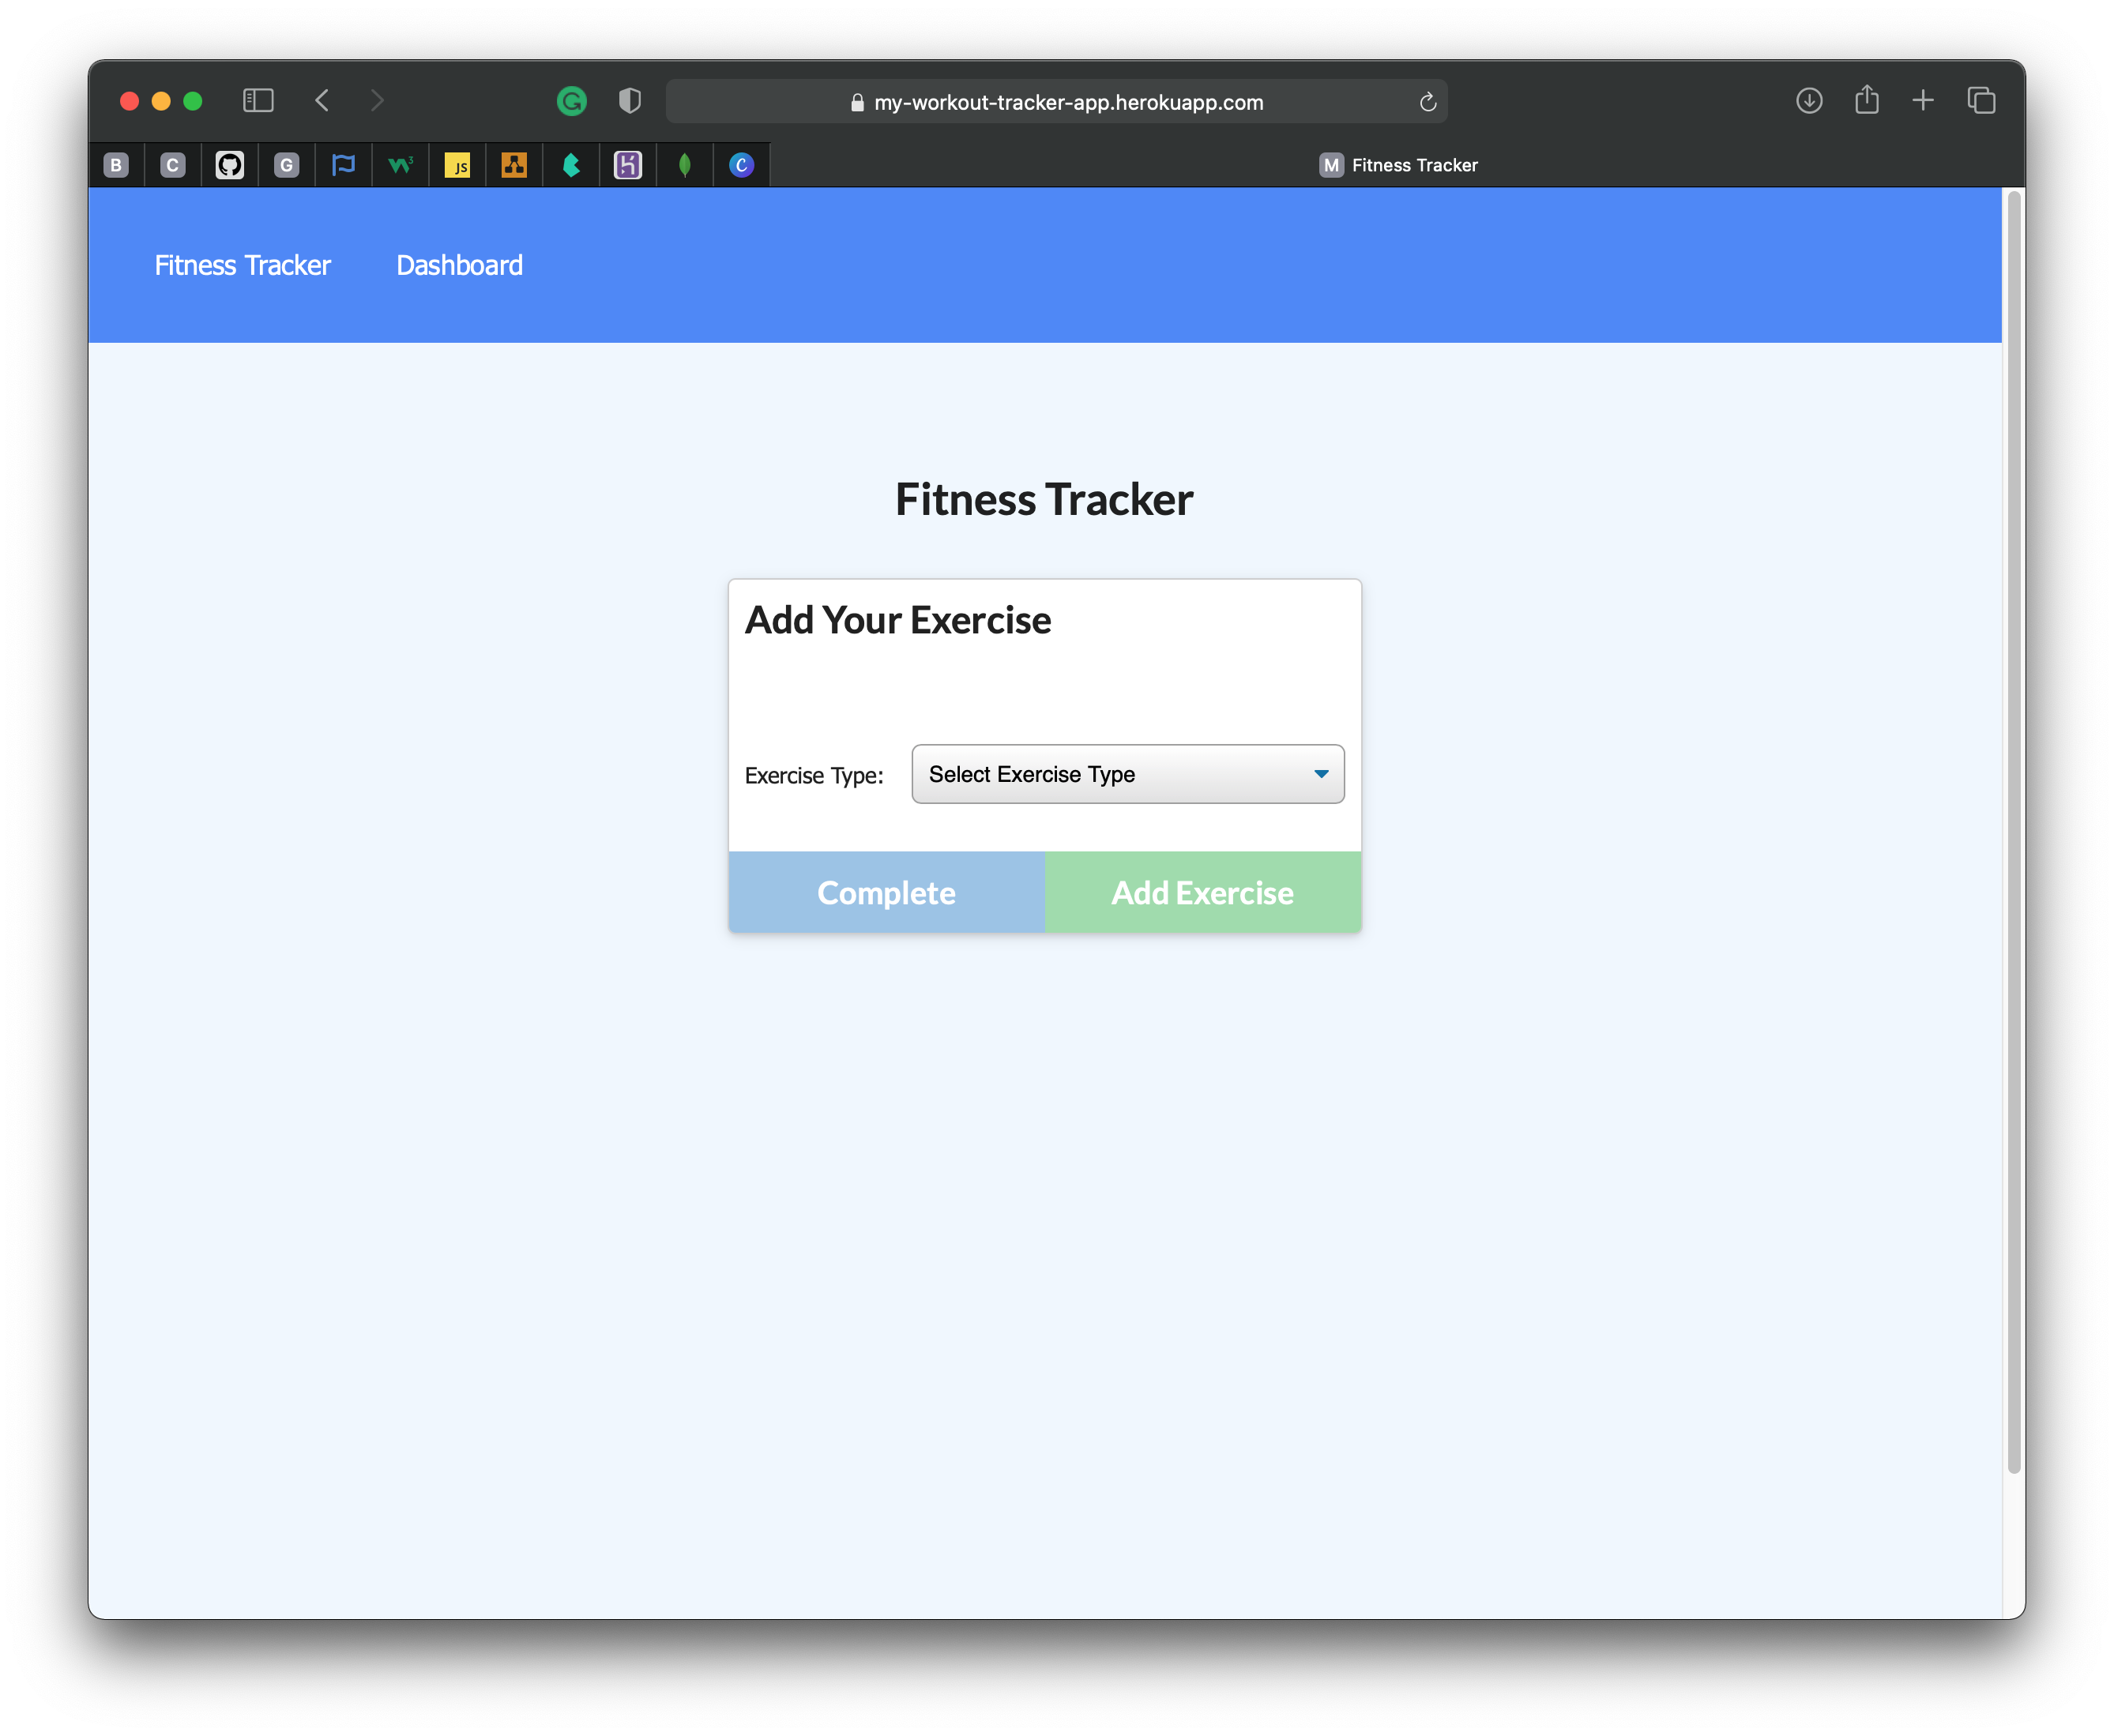 my-workout-tracker-app.herokuapp.com
B C G W3 JS C M Fitness Tracker
Fitness Tracker Dashboard
Fitness Tracker
Add Your Exercise
Exercise Type: Select Exercise Type
Complete Add Exercise